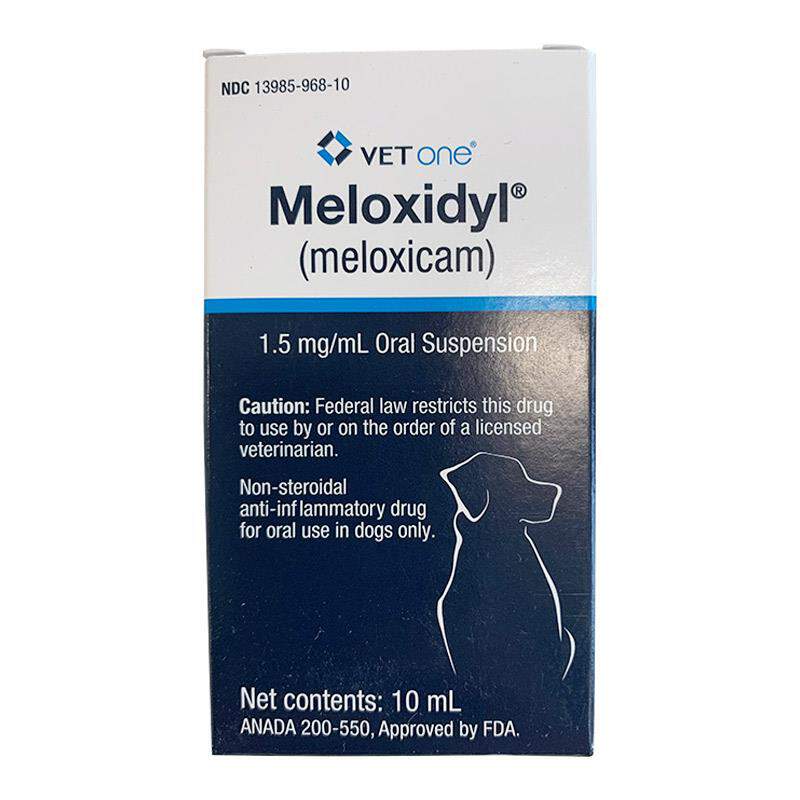 NDC 13985-968-10
VET one®
Meloxidyl®
(meloxicam)
1.5 mg/mL Oral Suspension
Caution: Federal law restricts this drug
to use by or on the order of a licensed
veterinarian.
Non-steroidal
anti-inflammatory drug
for oral use in dogs only.
Net contents: 10 mL
ANADA 200-550, Approved by FDA.